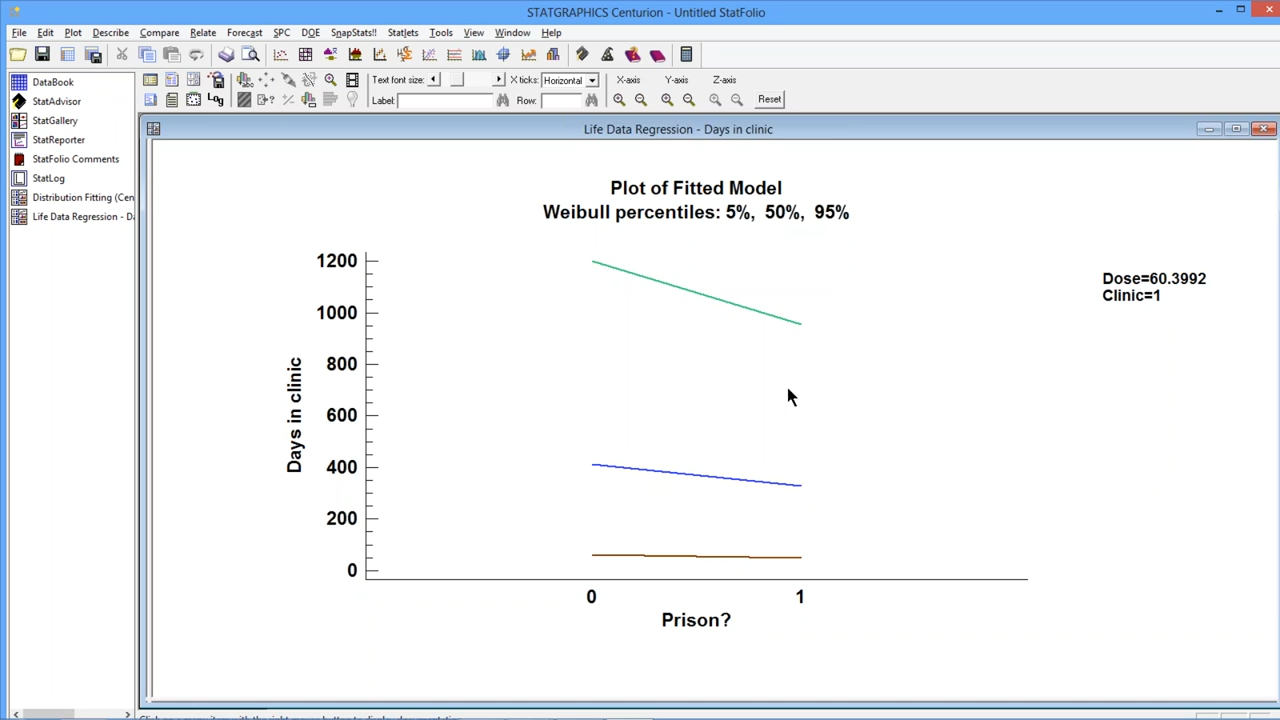 STATGRAPHICS Centurion - Untitled StatFolio
File Edit Plot Describe Compare Relate Forecast SPC DOE SnapStats!! StatLets Tools View Window Help
Text font size: X ticks: Horizontal X-axis Y-axis X-axis
Log Label: Row: Reset
DataBook
StatAdvisor
StatGallery
StatReporter
StatFolio Comments
StatLog
Distribution Fitting (Cen
Life Data Regression - Da
Life Data Regression - Days in clinic
Plot of Fitted Model
Weibull percentiles: 5%, 50%, 95%
Dose=60.3992
Clinic=1
Days in clinic
1200
1000
800
600
400
200
0
0 1
Prison?